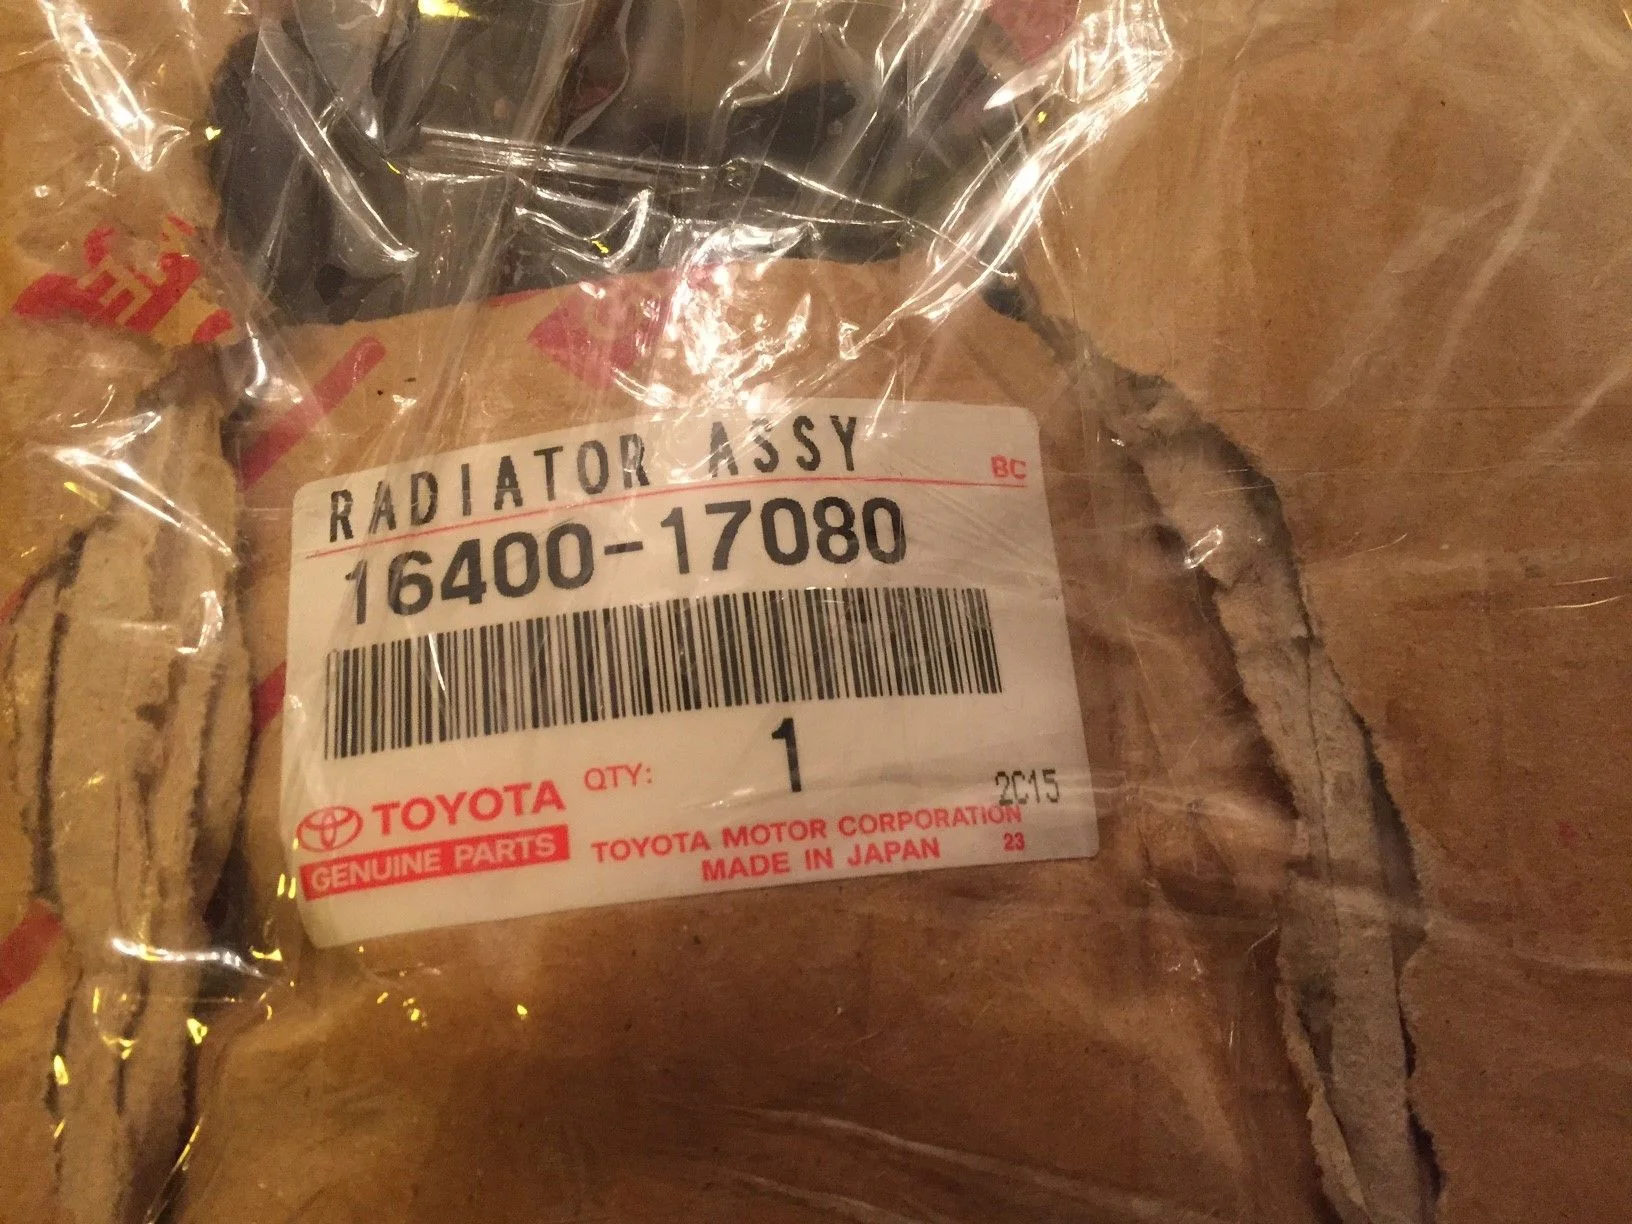 RADIATOR ASSY
BC
16400-17080
QTY: 1
2C15
TOYOTA
GENUINE PARTS
TOYOTA MOTOR CORPORATION
MADE IN JAPAN 23